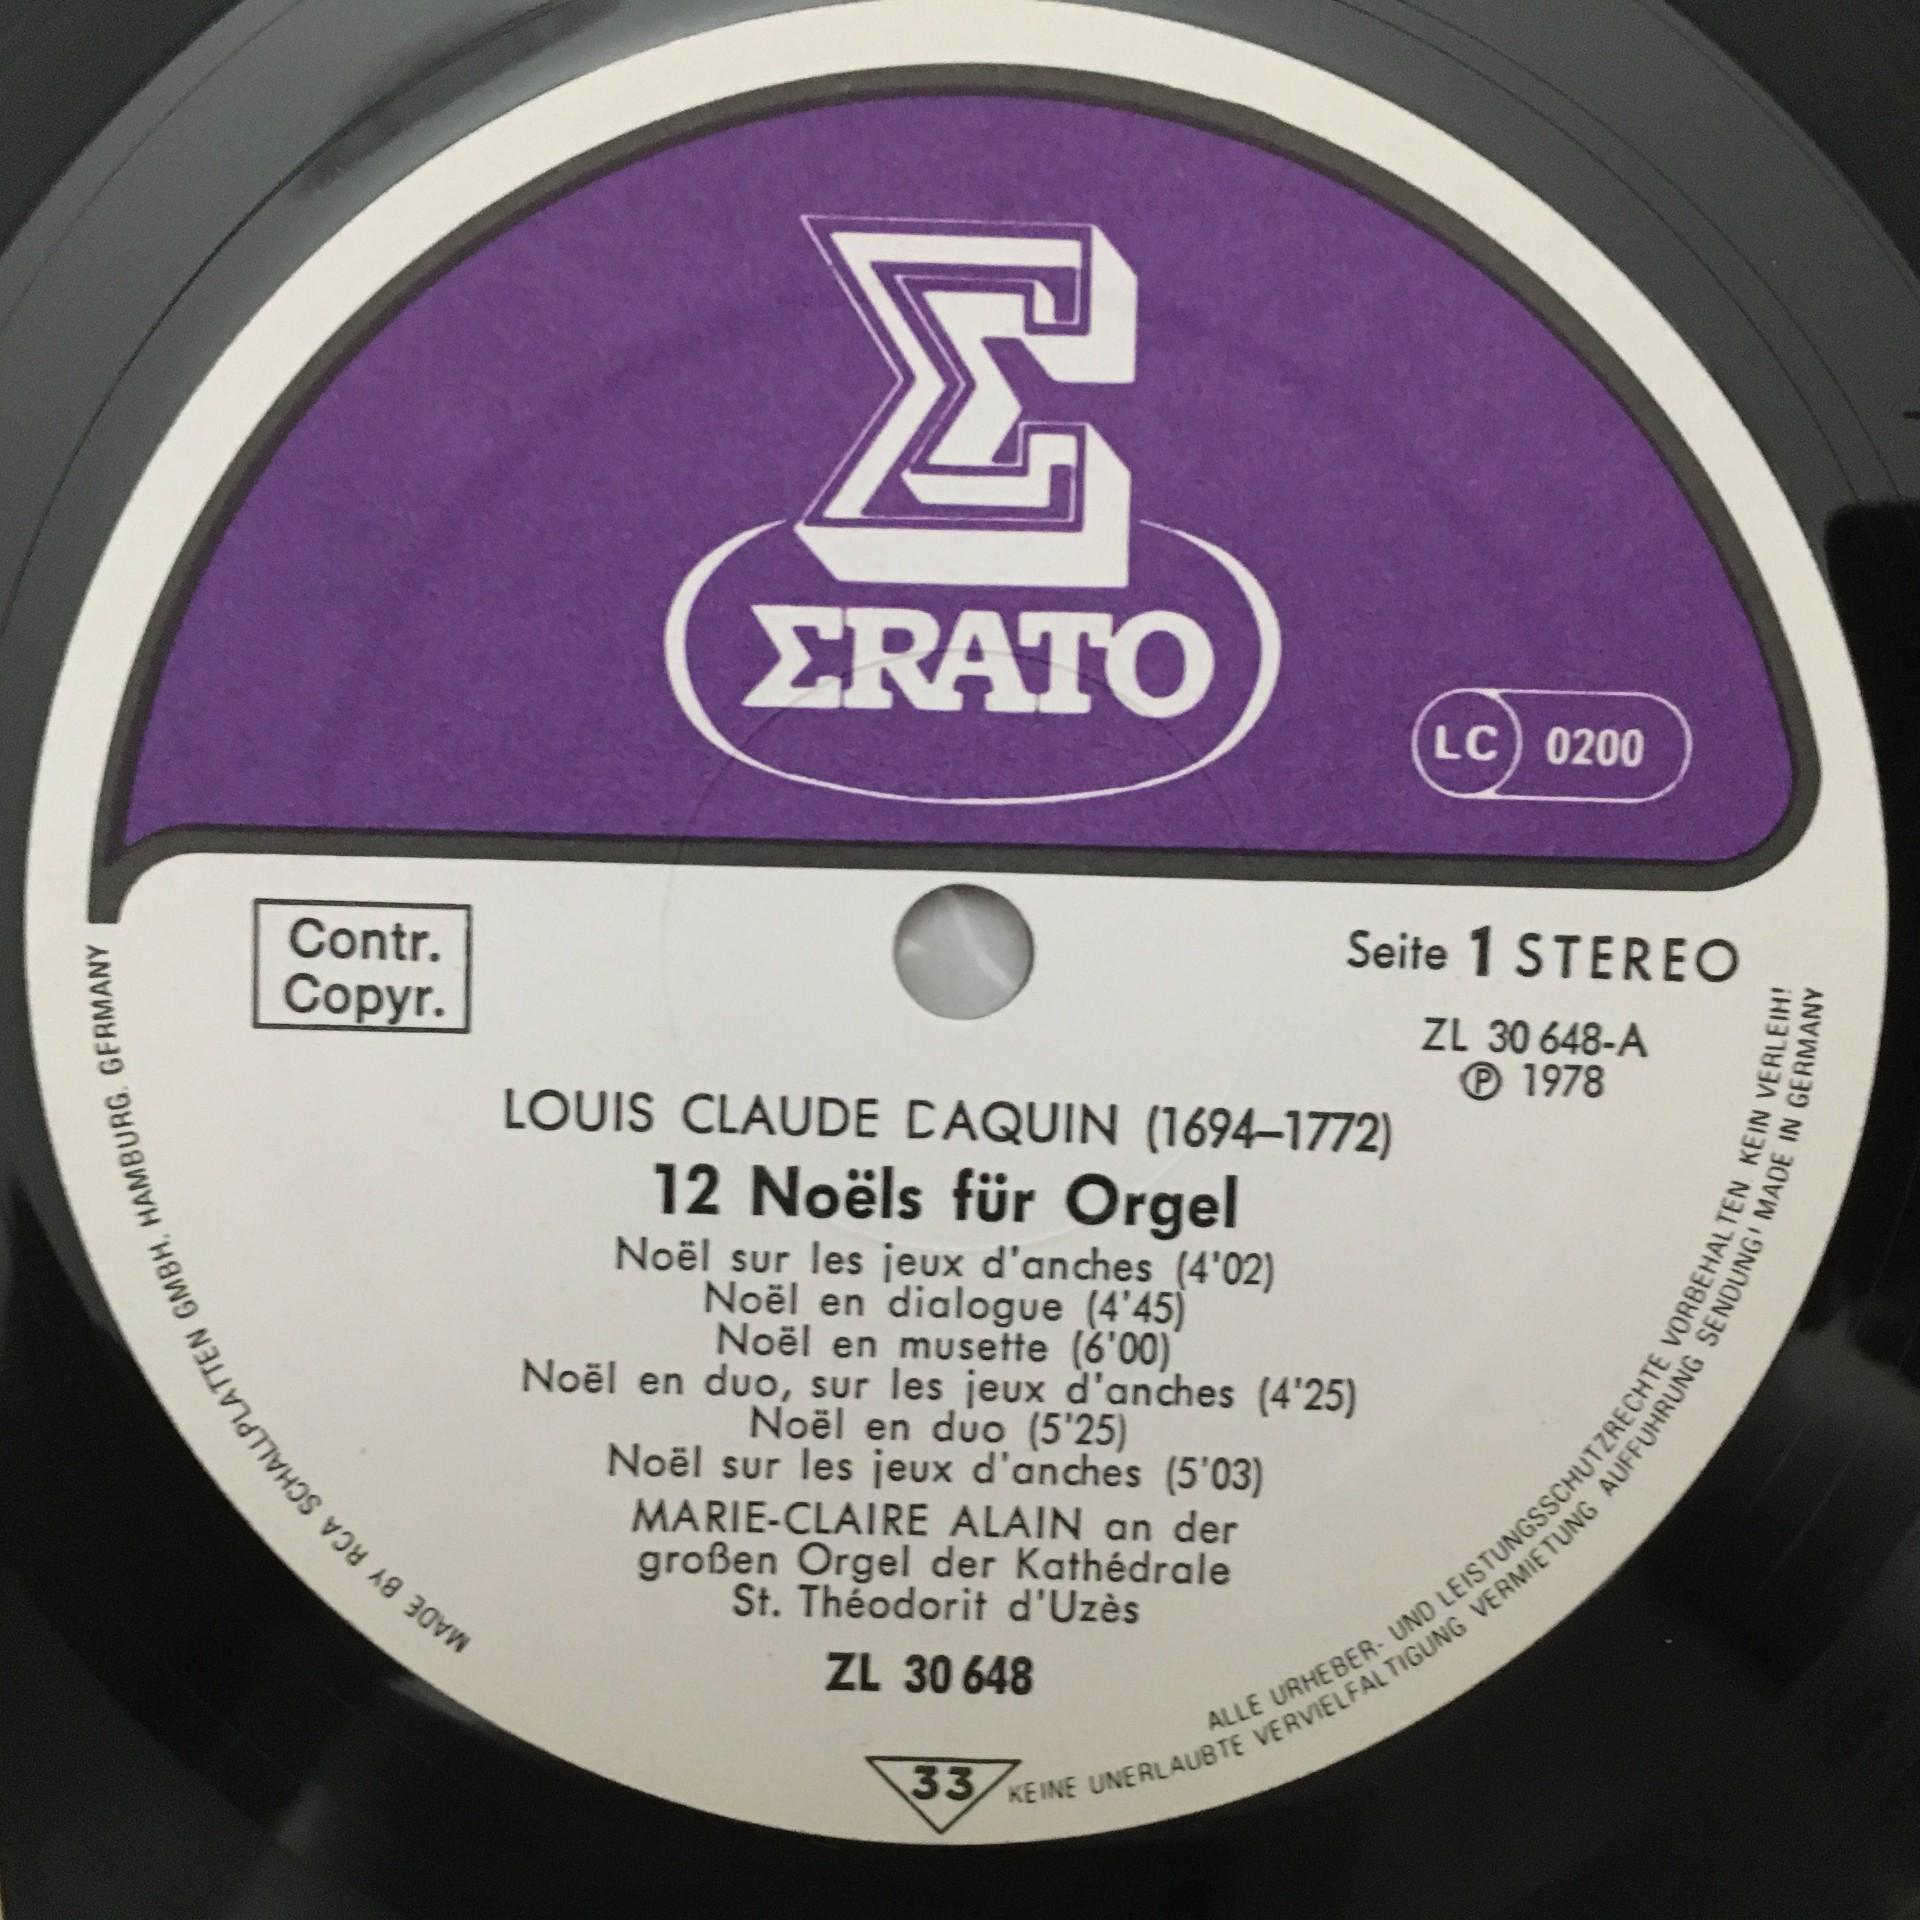 Σ
ΣRATO
LC 0200
Contr.
Copyr.
Seite 1 STEREO
ZL 30 648-A
℗ 1978
LOUIS CLAUDE DAQUIN (1694–1772)
12 Noëls für Orgel
Noël sur les jeux d'anches (4'02)
Noël en dialogue (4'45)
Noël en musette (6'00)
Noël en duo, sur les jeux d'anches (4'25)
Noël en duo (5'25)
Noël sur les jeux d'anches (5'03)
MARIE-CLAIRE ALAIN an der
großen Orgel der Kathédrale
St. Théodorit d'Uzès
ZL 30 648
33
MADE BY RCA SCHALLPLATTEN GMBH, HAMBURG, GERMANY
ALLE URHEBER- UND LEISTUNGSSCHUTZRECHTE VORBEHALTEN. KEIN VERLEIH!
KEINE UNERLAUBTE VERVIELFALTIGUNG VERMIETUNG AUFFUHRUNG SENDUNG! MADE IN GERMANY